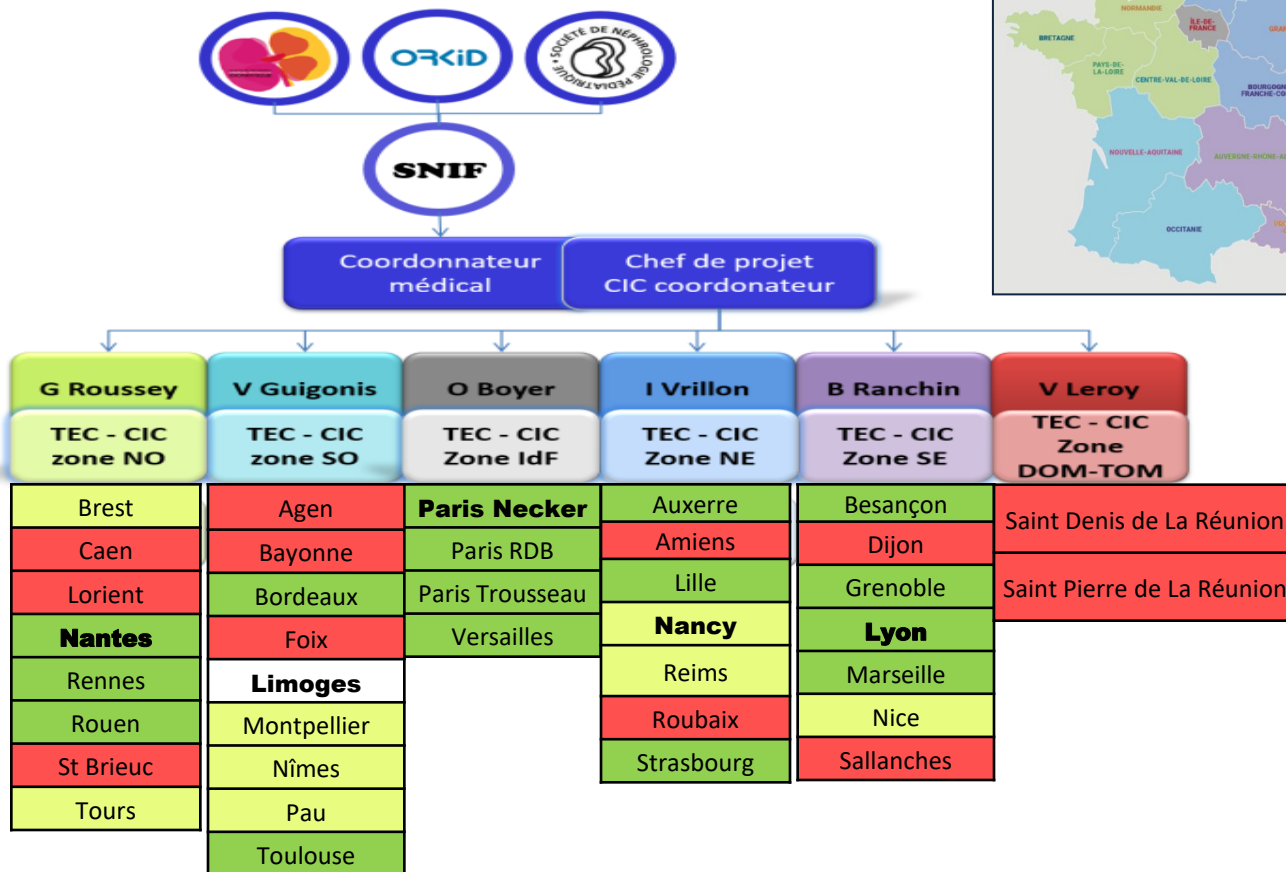 ORKiD
SOCIÉTÉ DE NÉPHROLOGIE PÉDIATRIQUE
SNIF
Coordonnateur
médical
Chef de projet
CIC coordonateur
NORMANDIE
ÎLE-DE-
FRANCE
GRAN
BRETAGNE
PAYS-DE-
LA-LOIRE
CENTRE-VAL-DE-LOIRE
BOURGOGN
FRANCHE-CO
NOUVELLE-AQUITAINE
AUVERGNE-RHÔNE-AL
OCCITANIE
G Roussey
TEC - CIC
zone NO
Brest
Caen
Lorient
Nantes
Rennes
Rouen
St Brieuc
Tours
V Guigonis
TEC - CIC
zone SO
Agen
Bayonne
Bordeaux
Foix
Limoges
Montpellier
Nîmes
Pau
Toulouse
O Boyer
TEC - CIC
Zone IdF
Paris Necker
Paris RDB
Paris Trousseau
Versailles
I Vrillon
TEC - CIC
Zone NE
Auxerre
Amiens
Lille
Nancy
Reims
Roubaix
Strasbourg
B Ranchin
TEC - CIC
Zone SE
Besançon
Dijon
Grenoble
Lyon
Marseille
Nice
Sallanches
V Leroy
TEC - CIC
Zone
DOM-TOM
Saint Denis de La Réunion
Saint Pierre de La Réunion